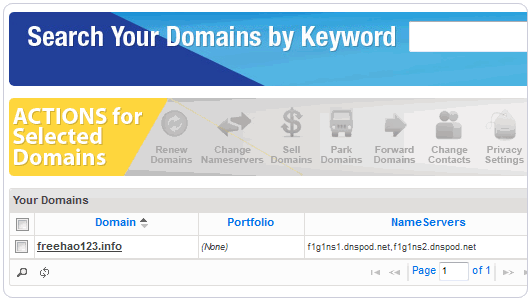 Search Your Domains by Keyword
ACTIONS for
Selected
Domains
Renew
Domains
Change
Nameservers
Sell
Domains
Park
Domains
Forward
Domains
Change
Contacts
Privacy
Settings
Your Domains
Domain Portfolio NameServers
freehao123.info (None) f1g1ns1.dnspod.net,f1g1ns2.dnspod.net
Page 1 of 1